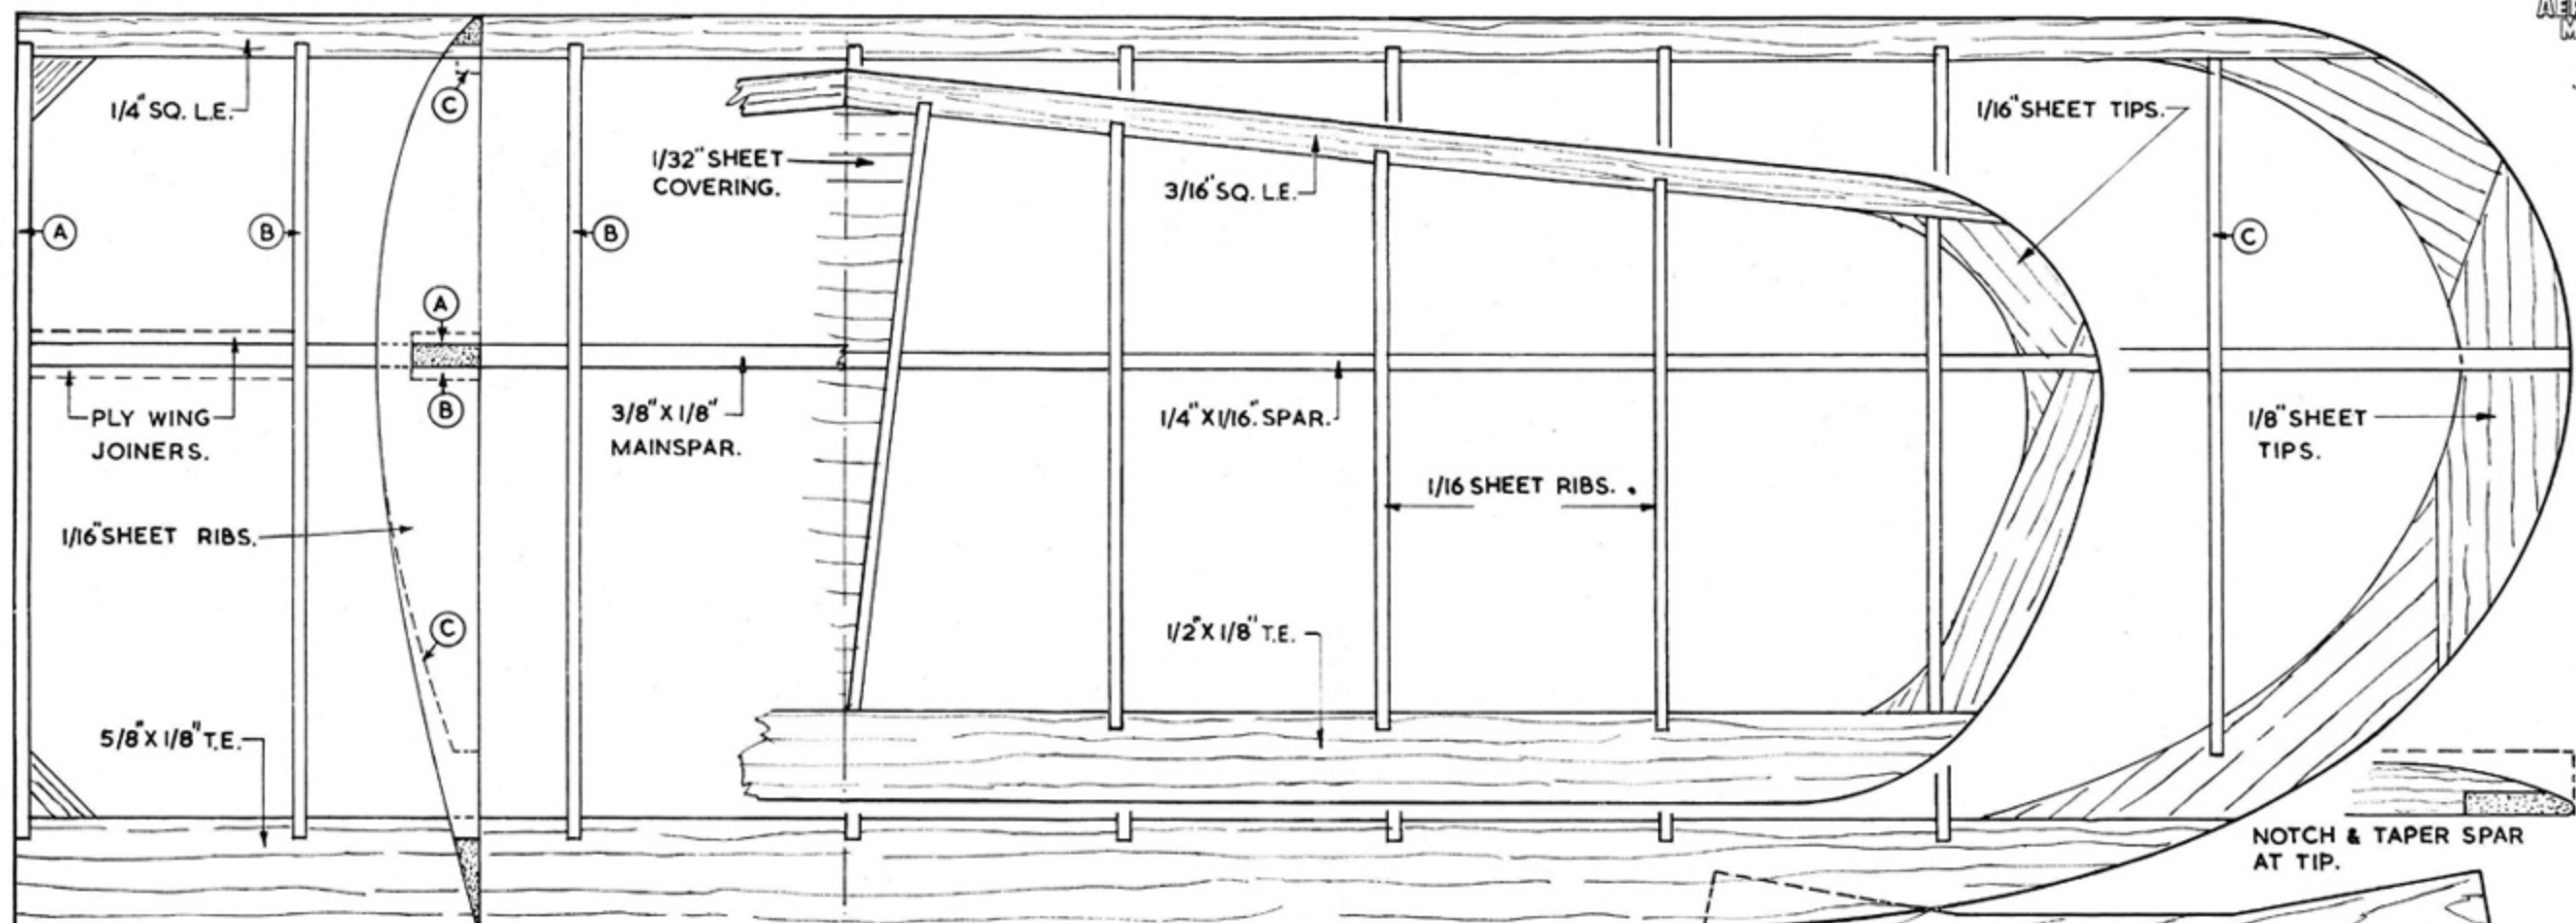 1/4" SQ. L.E.
C
1/32" SHEET
COVERING.
3/16" SQ. L.E.
1/16" SHEET TIPS.
A
B
B
C
A
B
PLY WING
JOINERS.
3/8" X 1/8"
MAINSPAR.
1/4" X 1/16" SPAR.
1/8" SHEET
TIPS.
1/16" SHEET RIBS.
1/16 SHEET RIBS.
C
1/2" X 1/8" T.E.
5/8" X 1/8" T.E.
NOTCH & TAPER SPAR
AT TIP.